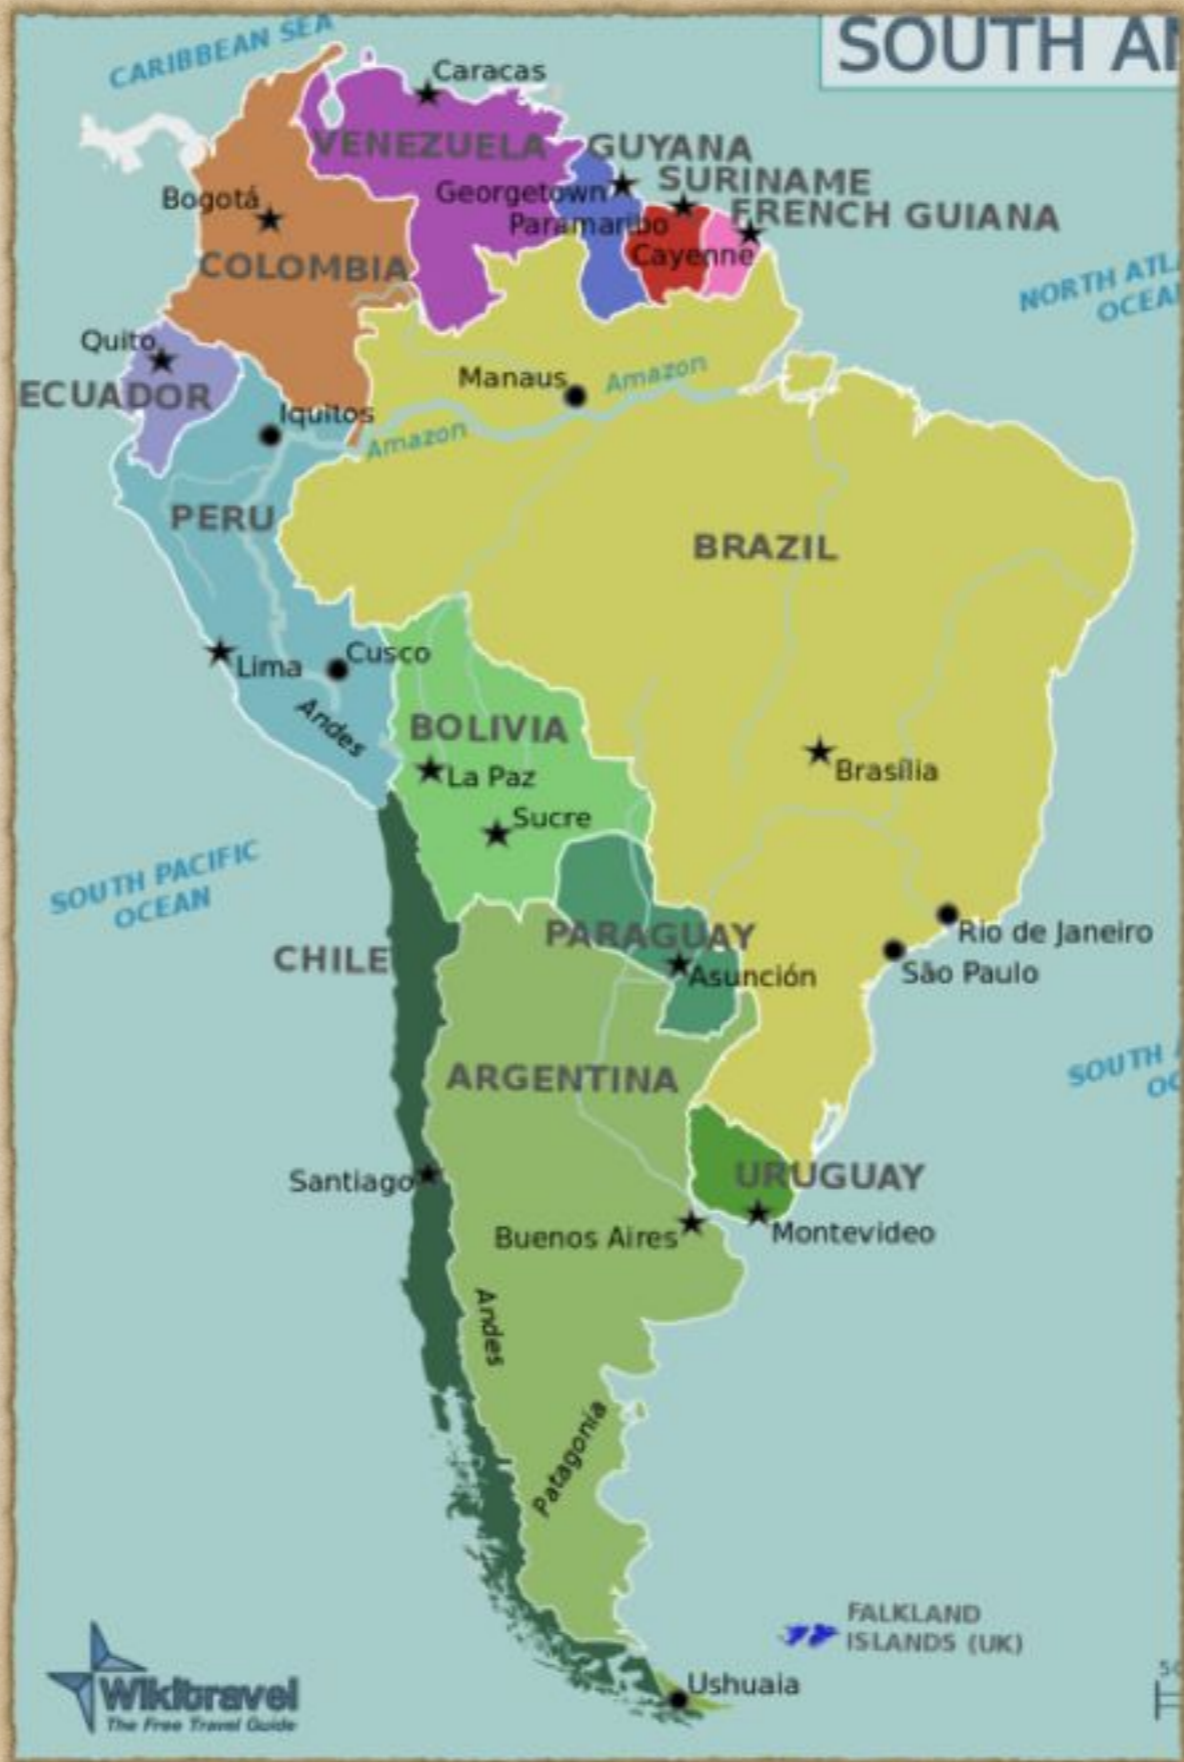 CARIBBEAN SEA
SOUTH A
Caracas
VENEZUELA
GUYANA
Georgetown
SURINAME
Paramaribo
FRENCH GUIANA
Bogotá
Cayenne
COLOMBIA
NORTH ATL
OCEA
Quito
ECUADOR
Manaus
Amazon
Iquitos
Amazon
PERU
BRAZIL
Lima
Cusco
Andes
BOLIVIA
La Paz
Brasília
Sucre
SOUTH PACIFIC
OCEAN
CHILE
PARAGUAY
Asunción
Rio de Janeiro
São Paulo
ARGENTINA
SOUTH
OC
Santiago
URUGUAY
Buenos Aires
Montevideo
Andes
Patagonia
FALKLAND
ISLANDS (UK)
Ushuaia
Wikitravel
The Free Travel Guide